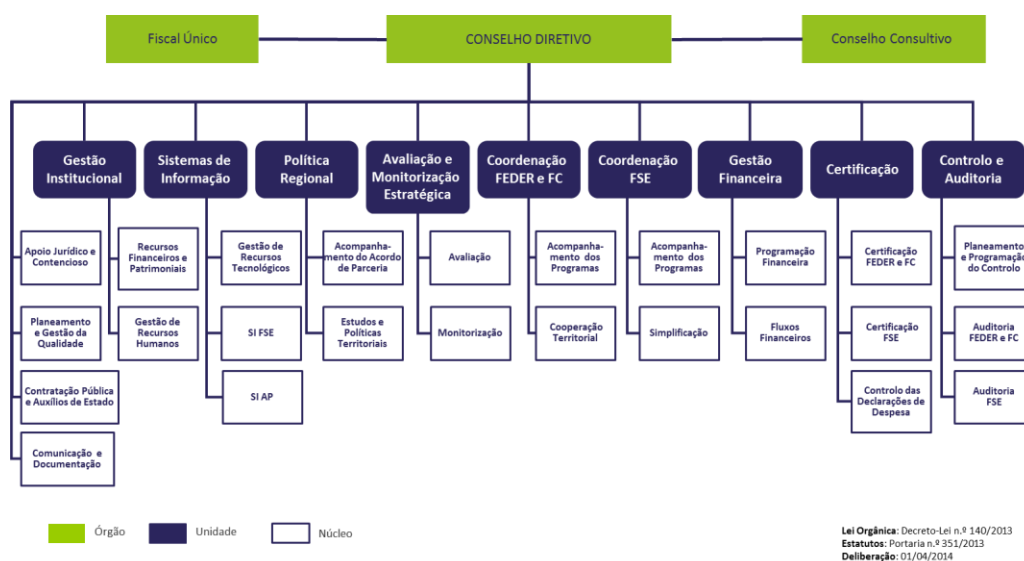 Fiscal Único
CONSELHO DIRETIVO
Conselho Consultivo
Gestão
Institucional
Sistemas de
Informação
Política
Regional
Avaliação e
Monitorização
Estratégica
Coordenação
FEDER e FC
Coordenação
FSE
Gestão
Financeira
Certificação
Controlo e
Auditoria
Apoio Jurídico e
Contencioso
Recursos
Financeiros e
Patrimoniais
Gestão de
Recursos
Tecnológicos
Acompanha-
mento do Acordo
de Parceria
Avaliação
Acompanha-
mento dos
Programas
Acompanha-
mento dos
Programas
Programação
Financeira
Certificação
FEDER e FC
Planeamento
e Programação
do Controlo
Planeamento
e Gestão da
Qualidade
Gestão de
Recursos
Humanos
SI FSE
Estudos e
Políticas
Territoriais
Monitorização
Cooperação
Territorial
Simplificação
Fluxos
Financeiros
Certificação
FSE
Auditoria
FEDER e FC
Contratação Pública
e Auxílios de Estado
SI AP
Controlo das
Declarações de
Despesa
Auditoria
FSE
Comunicação e
Documentação
Órgão
Unidade
Núcleo
Lei Orgânica: Decreto-Lei n.º 140/2013
Estatutos: Portaria n.º 351/2013
Deliberação: 01/04/2014